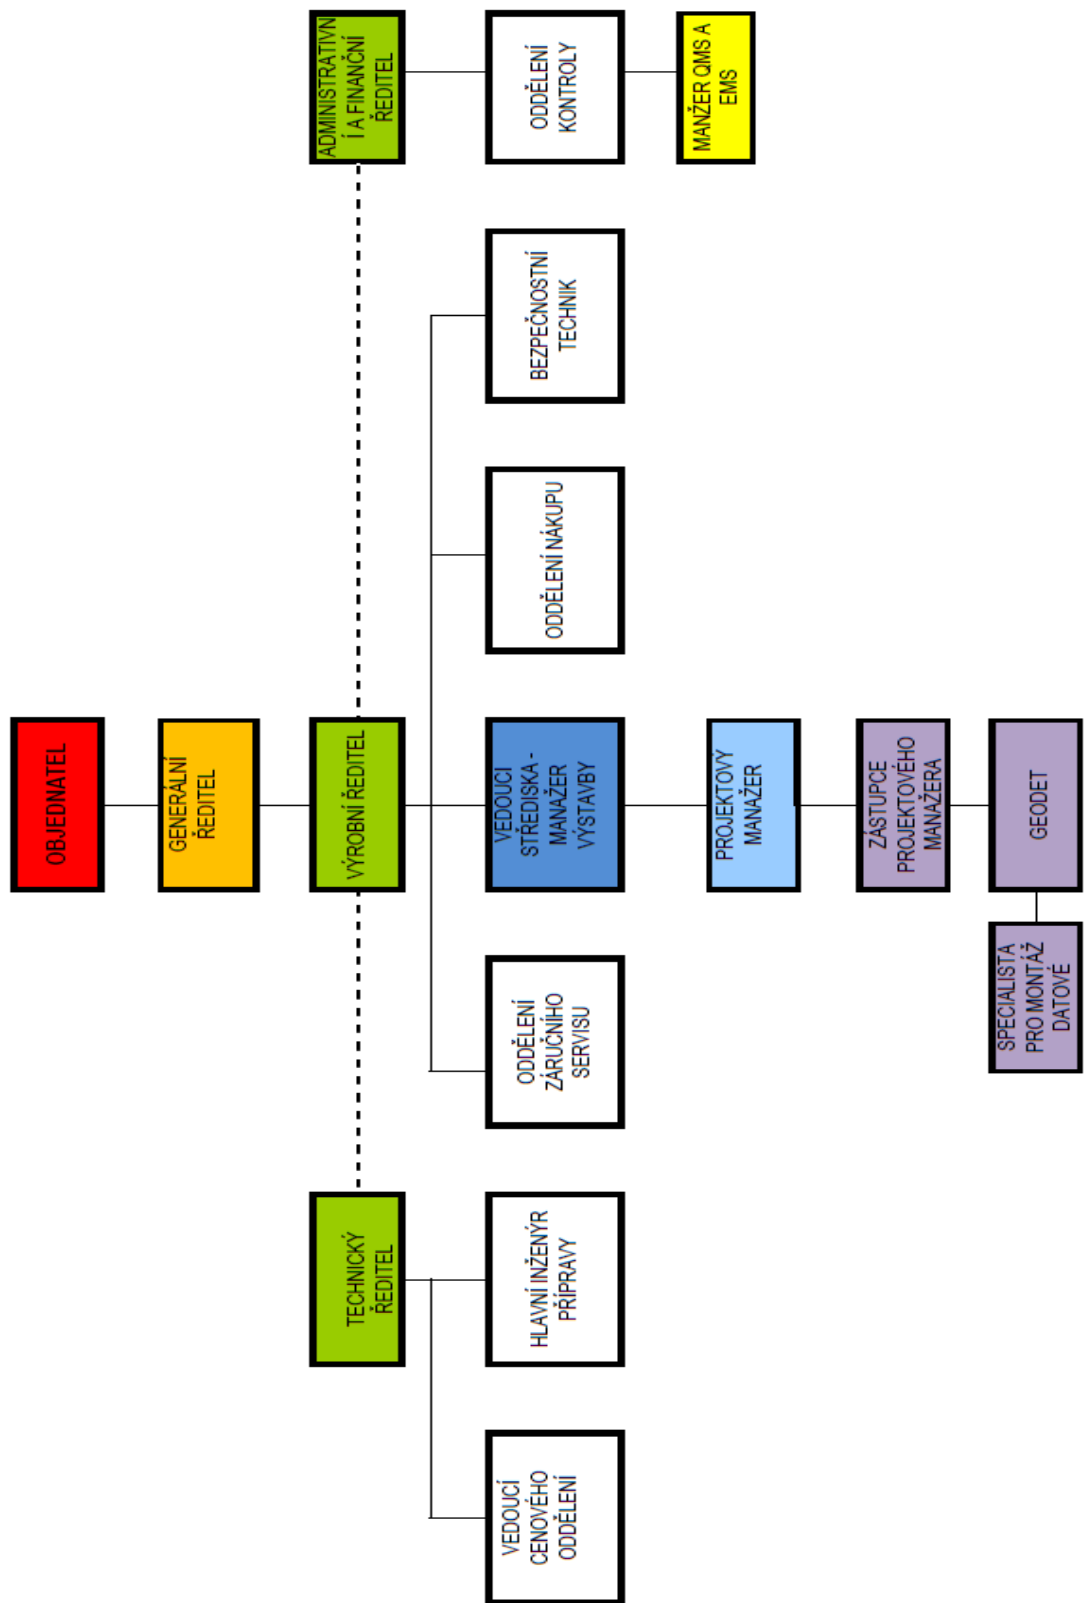 OBJEDNATEL
GENERÁLNÍ
ŘEDITEL
TECHNICKÝ
ŘEDITEL
VÝROBNÍ ŘEDITEL
ADMINISTRATIVN
Í A FINANČNÍ
ŘEDITEL
VEDOUCÍ
CENOVÉHO
ODDĚLENÍ
HLAVNÍ INŽENÝR
PŘÍPRAVY
ODDĚLENÍ
ZÁRUČNÍHO
SERVISU
VEDOUCI
STŘEDISKA -
MANAŽER
VÝSTAVBY
ODDĚLENÍ NÁKUPU
BEZPEČNOSTNÍ
TECHNIK
ODDĚLENÍ
KONTROLY
PROJEKTOVÝ
MANAŽER
MANŽER QMS A
EMS
ZÁSTUPCE
PROJEKTOVÉHO
MANAŽERA
SPECIALISTA
PRO MONTÁŽ
DATOVÉ
GEODET